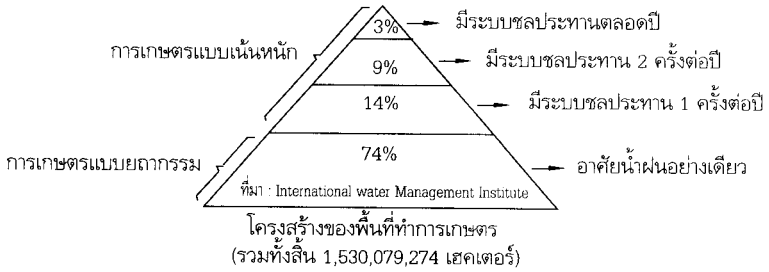 3% มีระบบชลประทานตลอดปี
การเกษตรแบบเน้นหนัก
9% มีระบบชลประทาน 2 ครั้งต่อปี
14% มีระบบชลประทาน 1 ครั้งต่อปี
74%
การเกษตรแบบยถากรรม อาศัยน้ำฝนอย่างเดียว
ที่มา : International water Management Institute
โครงสร้างของพื้นที่ทำการเกษตร
(รวมทั้งสิ้น 1,530,079,274 เฮคเตอร์)